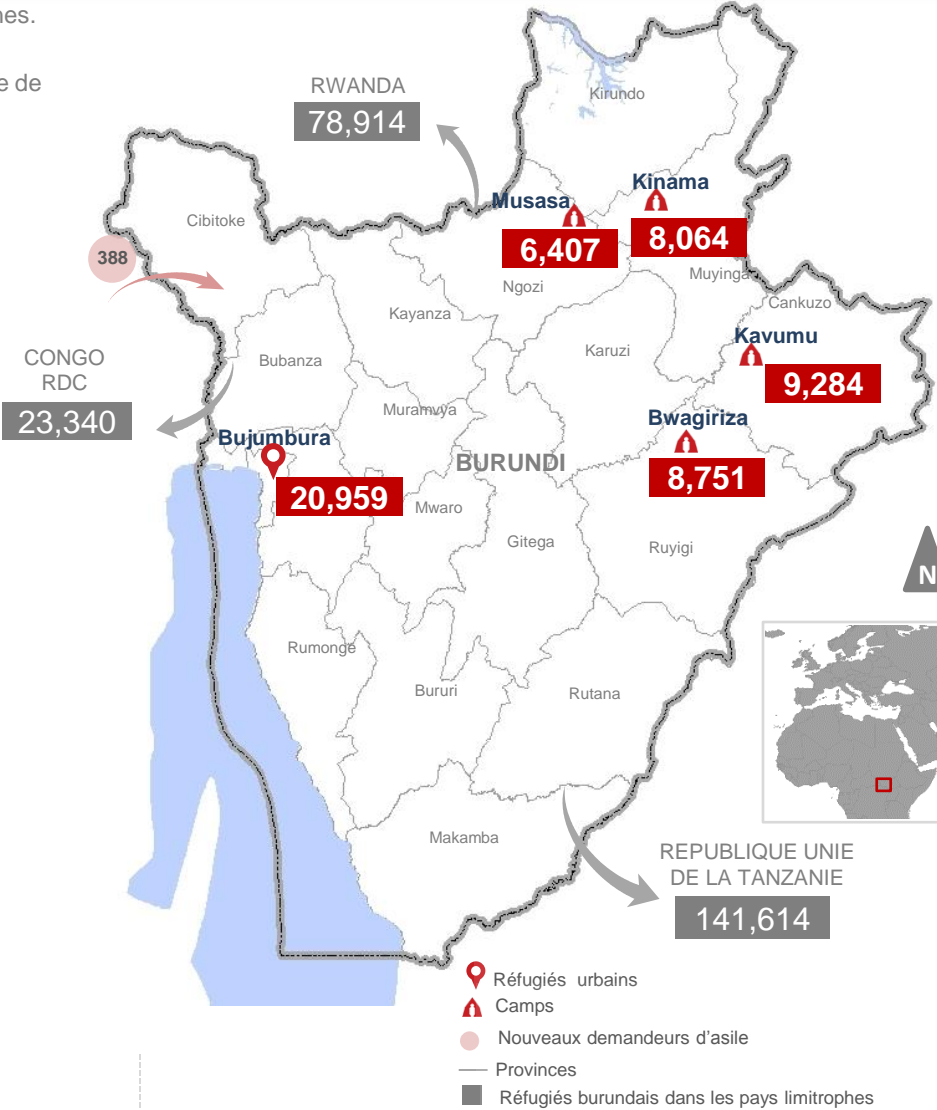 nes.
e de
RWANDA
78,914
Kirundo
Musasa
6,407
Kinama
8,064
Cibitoke
388
Ngozi
Muyinga
Cankuzo
Kayanza
Karuzi
Kavumu
9,284
CONGO
RDC
23,340
Bubanza
Muramvya
Bwagiriza
8,751
Bujumbura
20,959
BURUNDI
Mwaro
Gitega
Ruyigi
N
Rumonge
Bururi
Rutana
Makamba
REPUBLIQUE UNIE
DE LA TANZANIE
141,614
Réfugiés urbains
Camps
Nouveaux demandeurs d'asile
Provinces
Réfugiés burundais dans les pays limitrophes